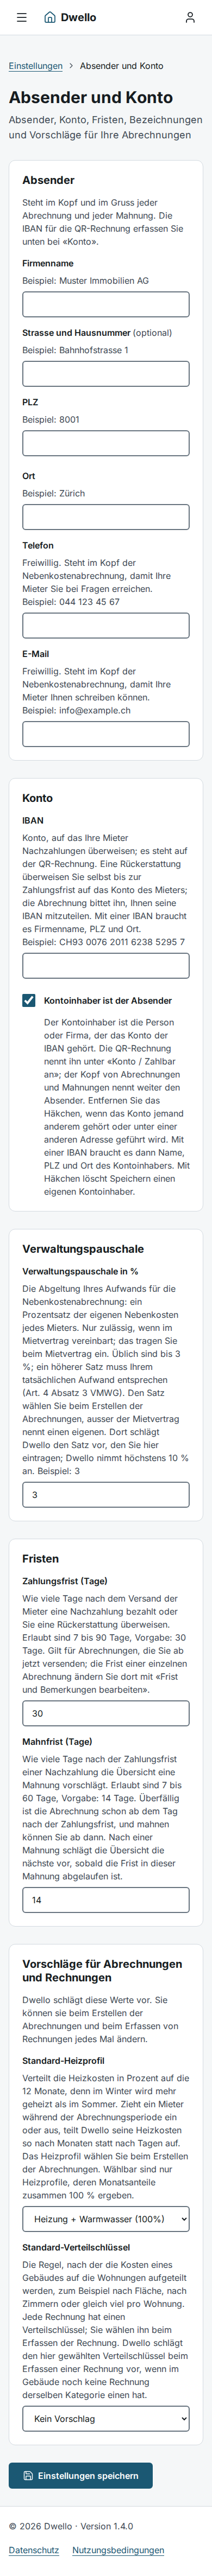 Dwello
Einstellungen > Absender und Konto
Absender und Konto
Absender, Konto, Fristen, Bezeichnungen
und Vorschläge für Ihre Abrechnungen
Absender
Steht im Kopf und im Gruss jeder
Abrechnung und jeder Mahnung. Die
IBAN für die QR-Rechnung erfassen Sie
unten bei «Konto».
Firmenname
Beispiel: Muster Immobilien AG
Strasse und Hausnummer (optional)
Beispiel: Bahnhofstrasse 1
PLZ
Beispiel: 8001
Ort
Beispiel: Zürich
Telefon
Freiwillig. Steht im Kopf der
Nebenkostenabrechnung, damit Ihre
Mieter Sie bei Fragen erreichen.
Beispiel: 044 123 45 67
E-Mail
Freiwillig. Steht im Kopf der
Nebenkostenabrechnung, damit Ihre
Mieter Ihnen schreiben können.
Beispiel: info@example.ch
Konto
IBAN
Konto, auf das Ihre Mieter
Nachzahlungen überweisen; es steht auf
der QR-Rechnung. Eine Rückerstattung
überweisen Sie selbst bis zur
Zahlungsfrist auf das Konto des Mieters;
die Abrechnung bittet ihn, Ihnen seine
IBAN mitzuteilen. Mit einer IBAN braucht
es Firmenname, PLZ und Ort.
Beispiel: CH93 0076 2011 6238 5295 7
Kontoinhaber ist der Absender
Der Kontoinhaber ist die Person
oder Firma, der das Konto der
IBAN gehört. Die QR-Rechnung
nennt ihn unter «Konto / Zahlbar
an»; der Kopf von Abrechnungen
und Mahnungen nennt weiter den
Absender. Entfernen Sie das
Häkchen, wenn das Konto jemand
anderem gehört oder unter einer
anderen Adresse geführt wird. Mit
einer IBAN braucht es dann Name,
PLZ und Ort des Kontoinhabers. Mit
Häkchen löscht Speichern einen
eigenen Kontoinhaber.
Verwaltungspauschale
Verwaltungspauschale in %
Die Abgeltung Ihres Aufwands für die
Nebenkostenabrechnung: ein
Prozentsatz der eigenen Nebenkosten
jedes Mieters. Nur zulässig, wenn im
Mietvertrag vereinbart; das tragen Sie
beim Mietvertrag ein. Üblich sind bis 3
%; ein höherer Satz muss Ihrem
tatsächlichen Aufwand entsprechen
(Art. 4 Absatz 3 VMWG). Den Satz
wählen Sie beim Erstellen der
Abrechnungen, ausser der Mietvertrag
nennt einen eigenen. Dort schlägt
Dwello den Satz vor, den Sie hier
eintragen; Dwello nimmt höchstens 10 %
an. Beispiel: 3
3
Fristen
Zahlungsfrist (Tage)
Wie viele Tage nach dem Versand der
Mieter eine Nachzahlung bezahlt oder
Sie eine Rückerstattung überweisen.
Erlaubt sind 7 bis 90 Tage, Vorgabe: 30
Tage. Gilt für Abrechnungen, die Sie ab
jetzt versenden; die Frist einer einzelnen
Abrechnung ändern Sie dort mit «Frist
und Bemerkungen bearbeiten».
30
Mahnfrist (Tage)
Wie viele Tage nach der Zahlungsfrist
einer Nachzahlung die Übersicht eine
Mahnung vorschlägt. Erlaubt sind 7 bis
60 Tage, Vorgabe: 14 Tage. Überfällig
ist die Abrechnung schon ab dem Tag
nach der Zahlungsfrist, und mahnen
können Sie ab dann. Nach einer
Mahnung schlägt die Übersicht die
nächste vor, sobald die Frist in dieser
Mahnung abgelaufen ist.
14
Vorschläge für Abrechnungen
und Rechnungen
Dwello schlägt diese Werte vor. Sie
können sie beim Erstellen der
Abrechnungen und beim Erfassen von
Rechnungen jedes Mal ändern.
Standard-Heizprofil
Verteilt die Heizkosten in Prozent auf die
12 Monate, denn im Winter wird mehr
geheizt als im Sommer. Zieht ein Mieter
während der Abrechnungsperiode ein
oder aus, teilt Dwello seine Heizkosten
so nach Monaten statt nach Tagen auf.
Das Heizprofil wählen Sie beim Erstellen
der Abrechnungen. Wählbar sind nur
Heizprofile, deren Monatsanteile
zusammen 100 % ergeben.
Heizung + Warmwasser (100%)
Standard-Verteilschlüssel
Die Regel, nach der die Kosten eines
Gebäudes auf die Wohnungen aufgeteilt
werden, zum Beispiel nach Fläche, nach
Zimmern oder gleich viel pro Wohnung.
Jede Rechnung hat einen
Verteilschlüssel; Sie wählen ihn beim
Erfassen der Rechnung. Dwello schlägt
den hier gewählten Verteilschlüssel beim
Erfassen einer Rechnung vor, wenn im
Gebäude noch keine Rechnung
derselben Kategorie einen hat.
Kein Vorschlag
Einstellungen speichern
© 2026 Dwello · Version 1.4.0
Datenschutz Nutzungsbedingungen